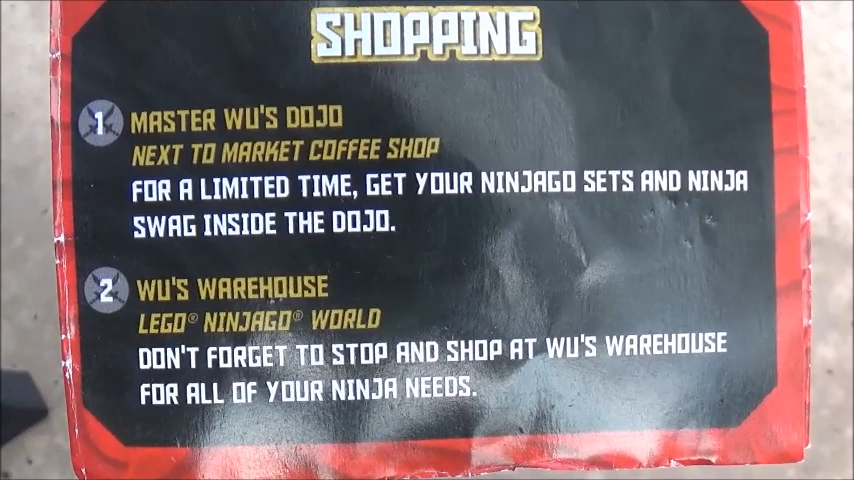 SHOPPING
1 MASTER WU'S DOJO
NEXT TO MARKET COFFEE SHOP
FOR A LIMITED TIME, GET YOUR NINJAGO SETS AND NINJA
SWAG INSIDE THE DOJO.
2 WU'S WAREHOUSE
LEGO® NINJAGO® WORLD
DON'T FORGET TO STOP AND SHOP AT WU'S WAREHOUSE
FOR ALL OF YOUR NINJA NEEDS.